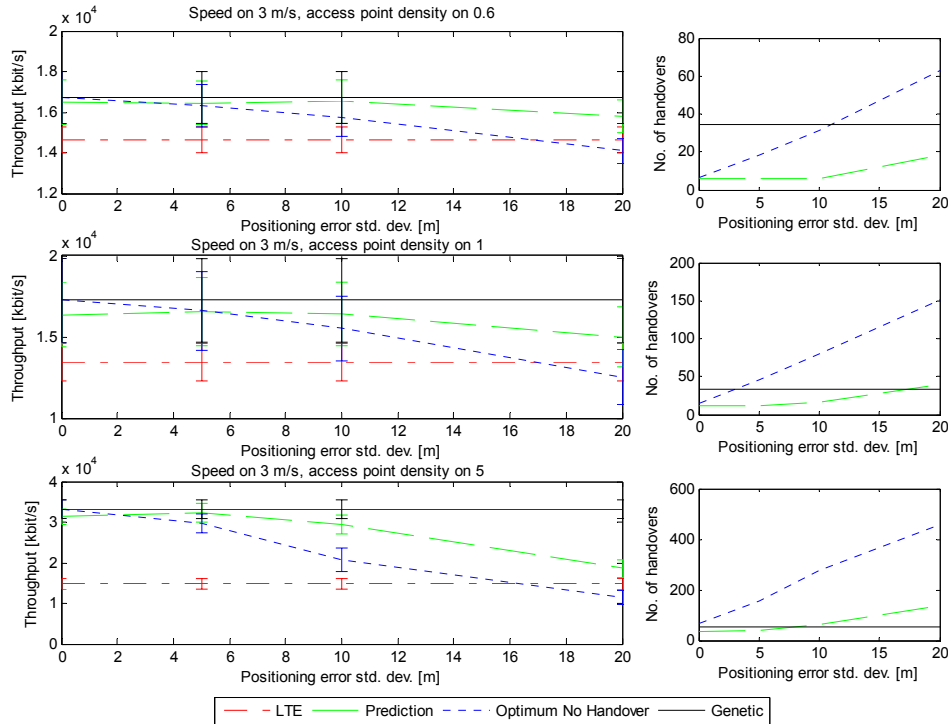 x 10^4
Speed on 3 m/s, access point density on 0.6
Throughput [kbit/s]
2
1.8
1.6
1.4
1.2
0 2 4 6 8 10 12 14 16 18 20
Positioning error std. dev. [m]
No. of handovers
80
60
40
20
0
0 5 10 15 20
Positioning error std. dev. [m]
x 10^4
Speed on 3 m/s, access point density on 1
Throughput [kbit/s]
2
1.5
1
0 2 4 6 8 10 12 14 16 18 20
Positioning error std. dev. [m]
No. of handovers
200
150
100
50
0
0 5 10 15 20
Positioning error std. dev. [m]
x 10^4
Speed on 3 m/s, access point density on 5
Throughput [kbit/s]
4
3
2
1
0
0 2 4 6 8 10 12 14 16 18 20
Positioning error std. dev. [m]
No. of handovers
600
400
200
0
0 5 10 15 20
Positioning error std. dev. [m]
LTE Prediction Optimum No Handover Genetic